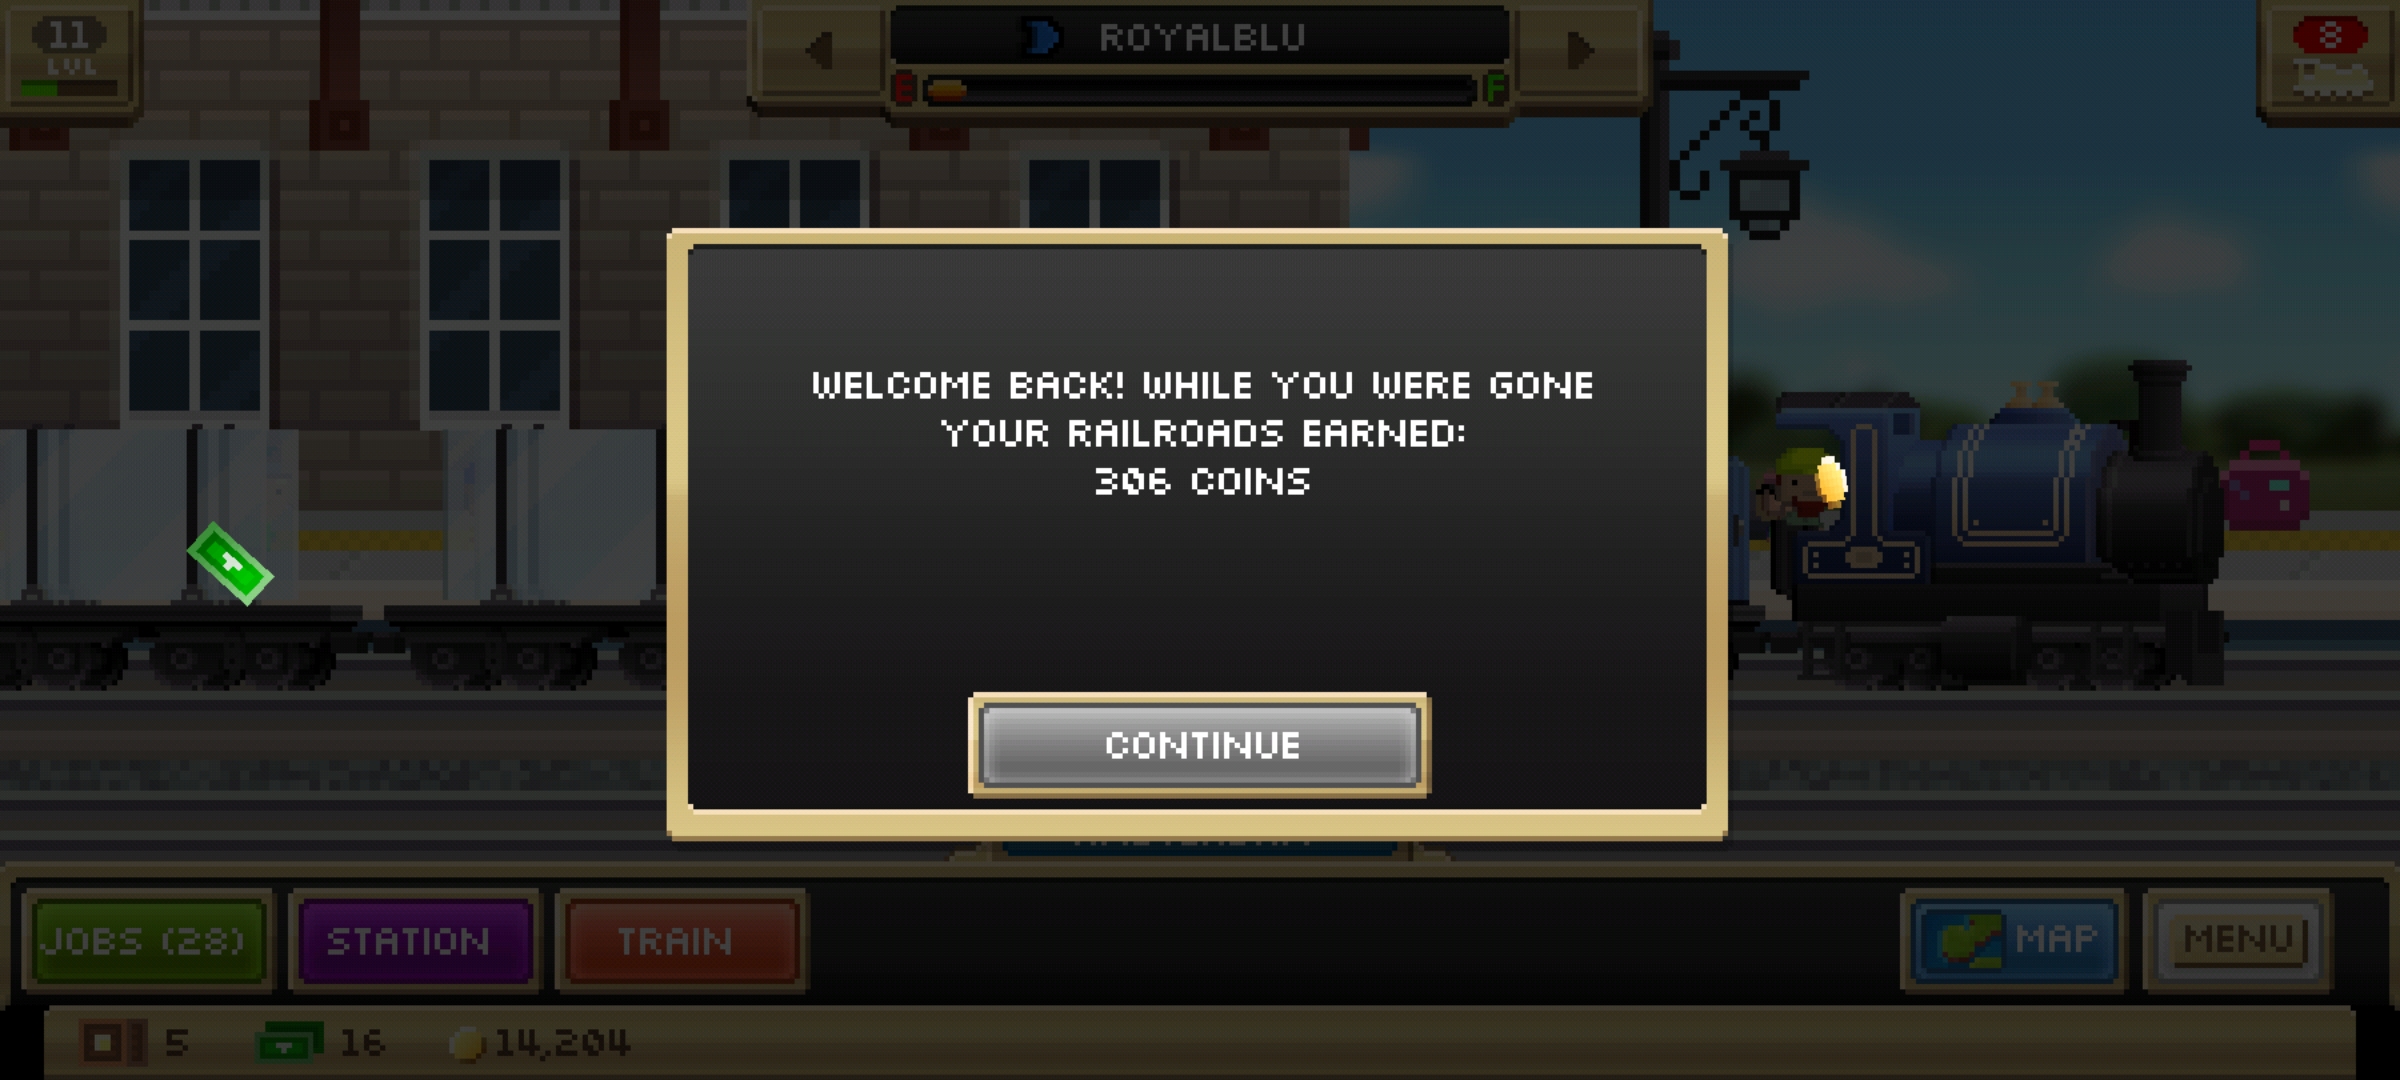 11
LVL
ROYALBLU
E
F
8
WELCOME BACK! WHILE YOU WERE GONE
YOUR RAILROADS EARNED:
306 COINS
CONTINUE
JOBS (28)
STATION
TRAIN
MAP
MENU
5
16
14,204